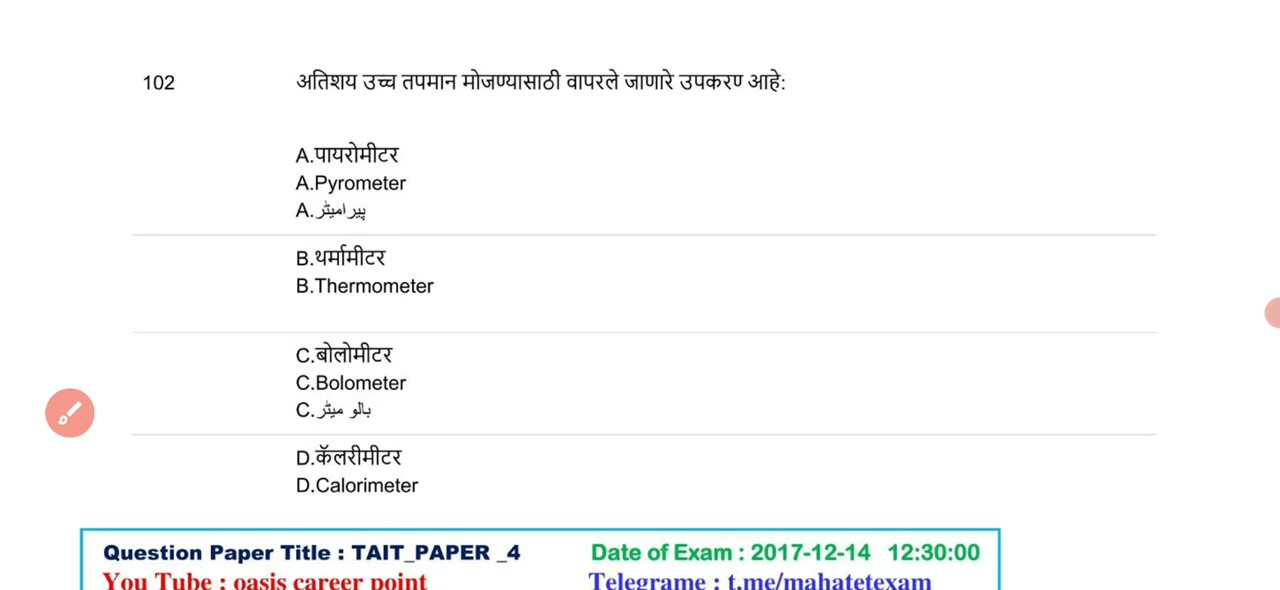 102 अतिशय उच्च तपमान मोजण्यासाठी वापरले जाणारे उपकरण आहे:
A.पायरोमीटर
A.Pyrometer
A.پیرامیٹر
B.थर्मामीटर
B.Thermometer
C.बोलोमीटर
C.Bolometer
C.بالو میٹر
D.कॅलरीमीटर
D.Calorimeter
Question Paper Title : TAIT_PAPER _4 Date of Exam : 2017-12-14 12:30:00
You Tube : oasis career point Telegrame : t.me/mahatetexam